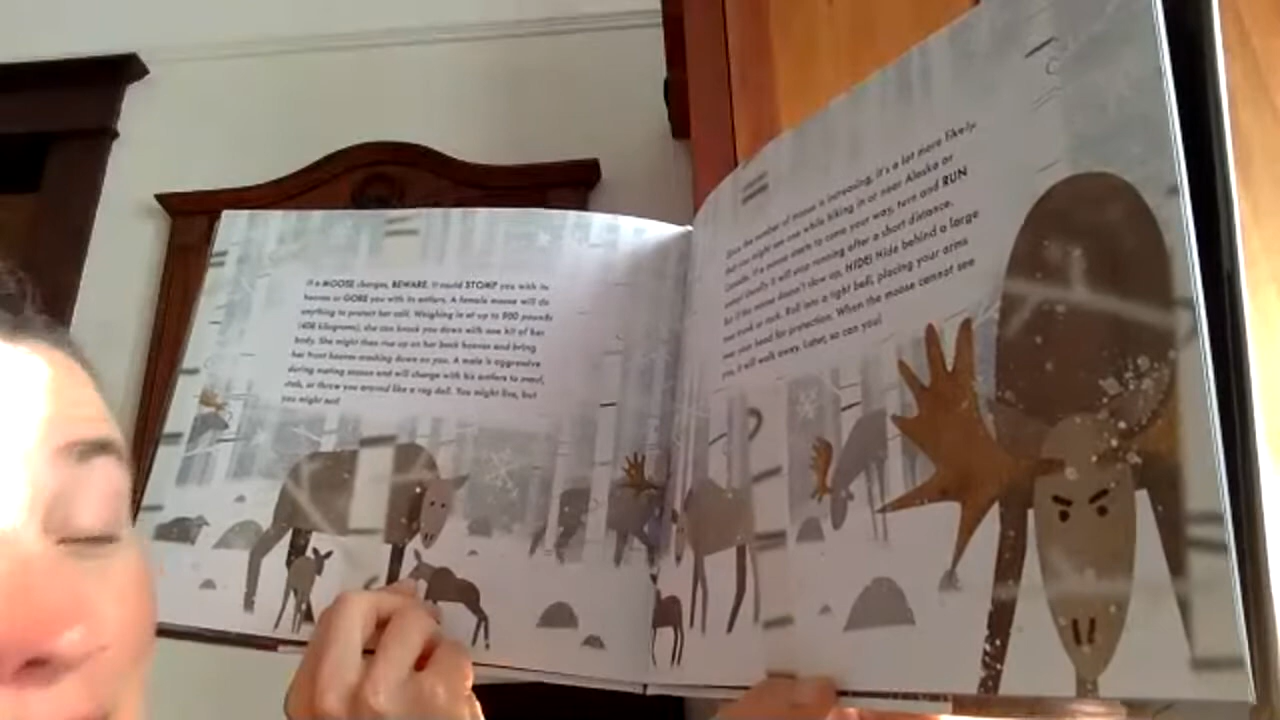 If a MOOSE charges, BEWARE. It could STOMP you with its
hooves or GORE you with its antlers. A female moose will do
anything to protect her calf. Weighing in at up to 900 pounds
(408 kilograms), she can knock you down with one hit of her
body. She might then rise up on her back hooves and bring
her front hooves crashing down on you. A male is aggressive
during mating season and will charge with his antlers to maul,
stab, or throw you around like a rag doll. You might live, but
you might not!
Since the number of moose is increasing, it's a lot more likely
that you might see one while hiking in or near Alaska or
Canada. If a moose starts to come your way, turn and RUN
away! Usually it will stop running after a short distance.
But if the moose doesn't slow up, HIDE! Hide behind a large
tree trunk or rock. Roll into a tight ball, placing your arms
over your head for protection. When the moose cannot see
you, it will walk away. Later, so can you!